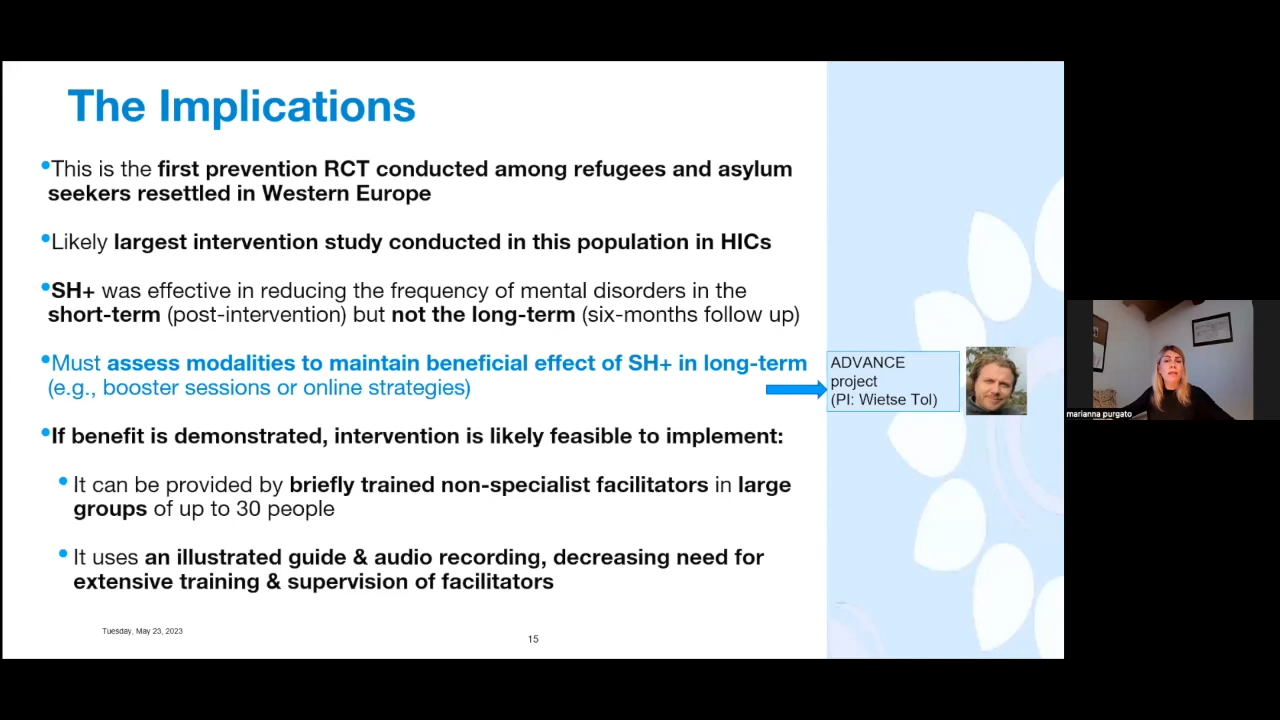 The Implications
•This is the first prevention RCT conducted among refugees and asylum
seekers resettled in Western Europe
•Likely largest intervention study conducted in this population in HICs
•SH+ was effective in reducing the frequency of mental disorders in the
short-term (post-intervention) but not the long-term (six-months follow up)
•Must assess modalities to maintain beneficial effect of SH+ in long-term
(e.g., booster sessions or online strategies)
ADVANCE
project
(PI: Wietse Tol)
•If benefit is demonstrated, intervention is likely feasible to implement:
• It can be provided by briefly trained non-specialist facilitators in large
groups of up to 30 people
• It uses an illustrated guide & audio recording, decreasing need for
extensive training & supervision of facilitators
Tuesday, May 23, 2023
15
marianna purgato